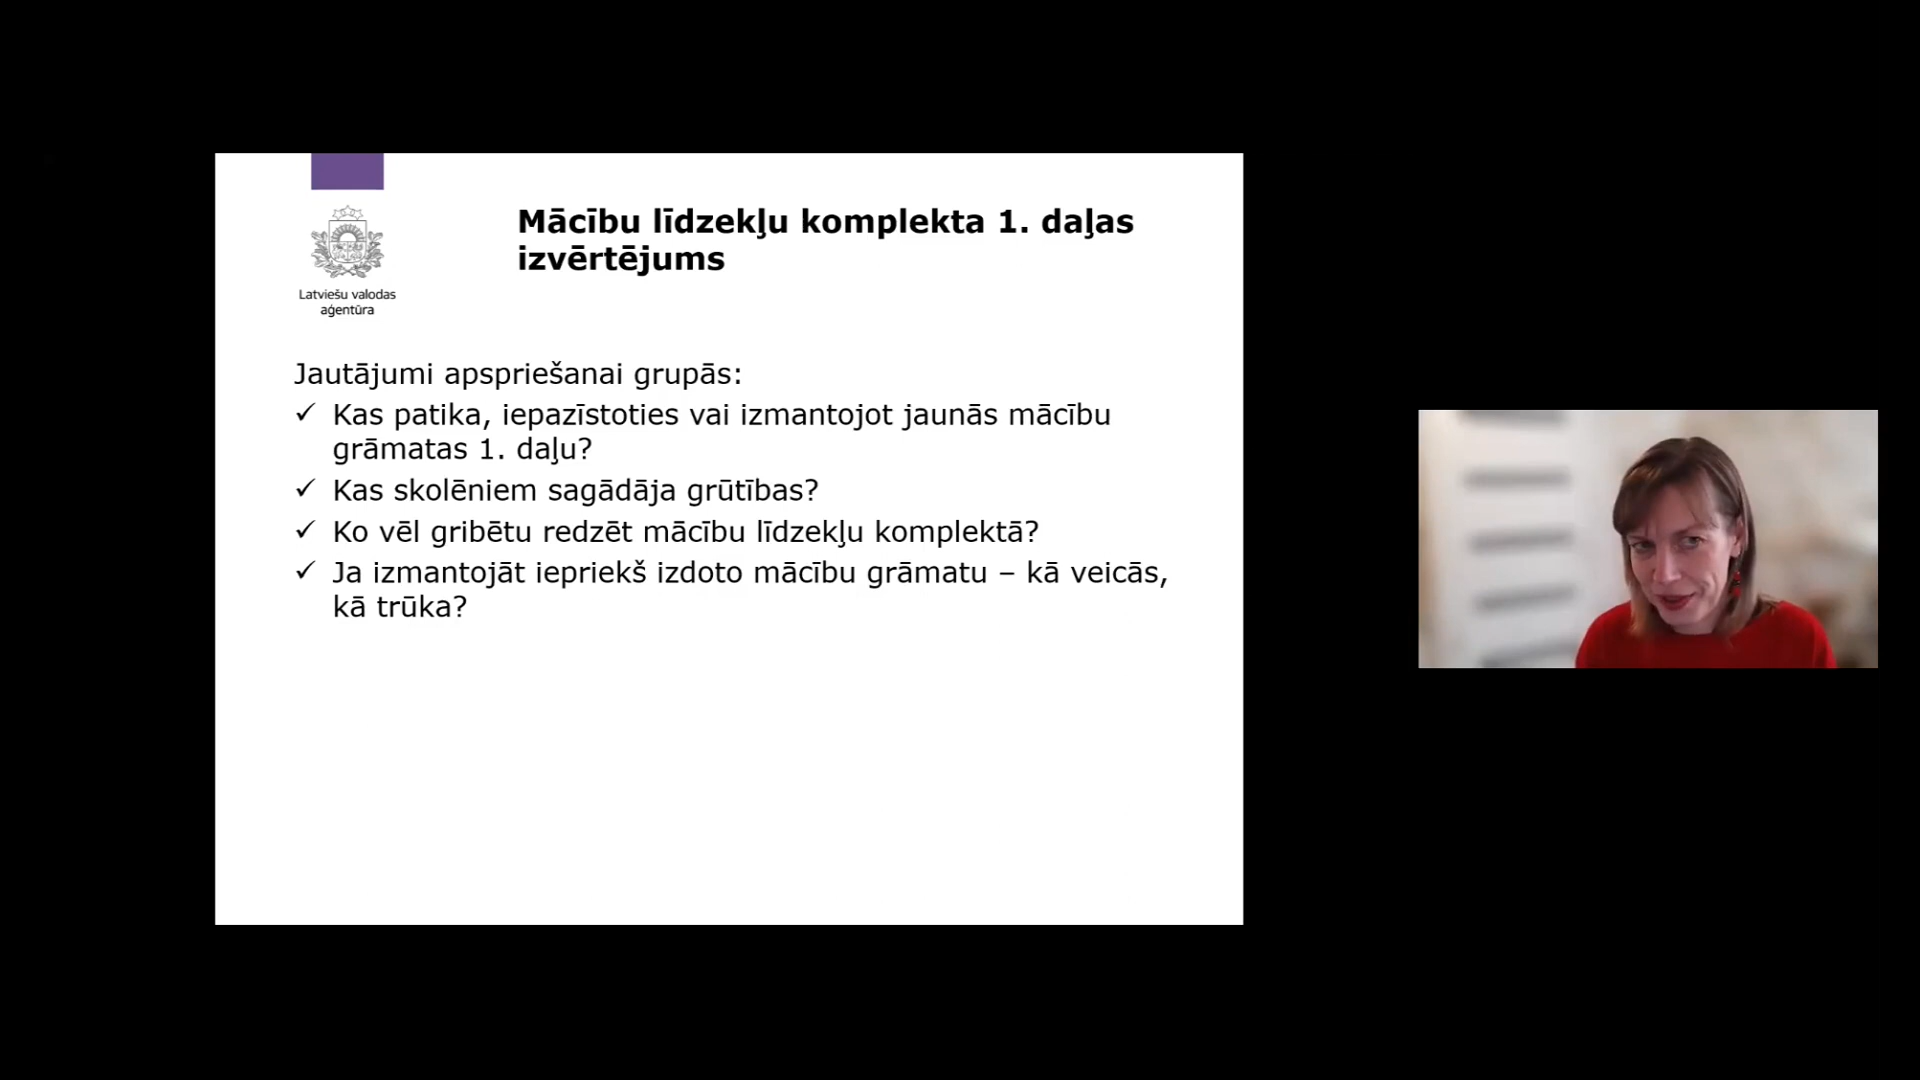 Latviešu valodas
aģentūra
Mācību līdzekļu komplekta 1. daļas
izvērtējums
Jautājumi apspriešanai grupās:
✓ Kas patika, iepazīstoties vai izmantojot jaunās mācību
grāmatas 1. daļu?
✓ Kas skolēniem sagādāja grūtības?
✓ Ko vēl gribētu redzēt mācību līdzekļu komplektā?
✓ Ja izmantojāt iepriekš izdoto mācību grāmatu – kā veicās,
kā trūka?